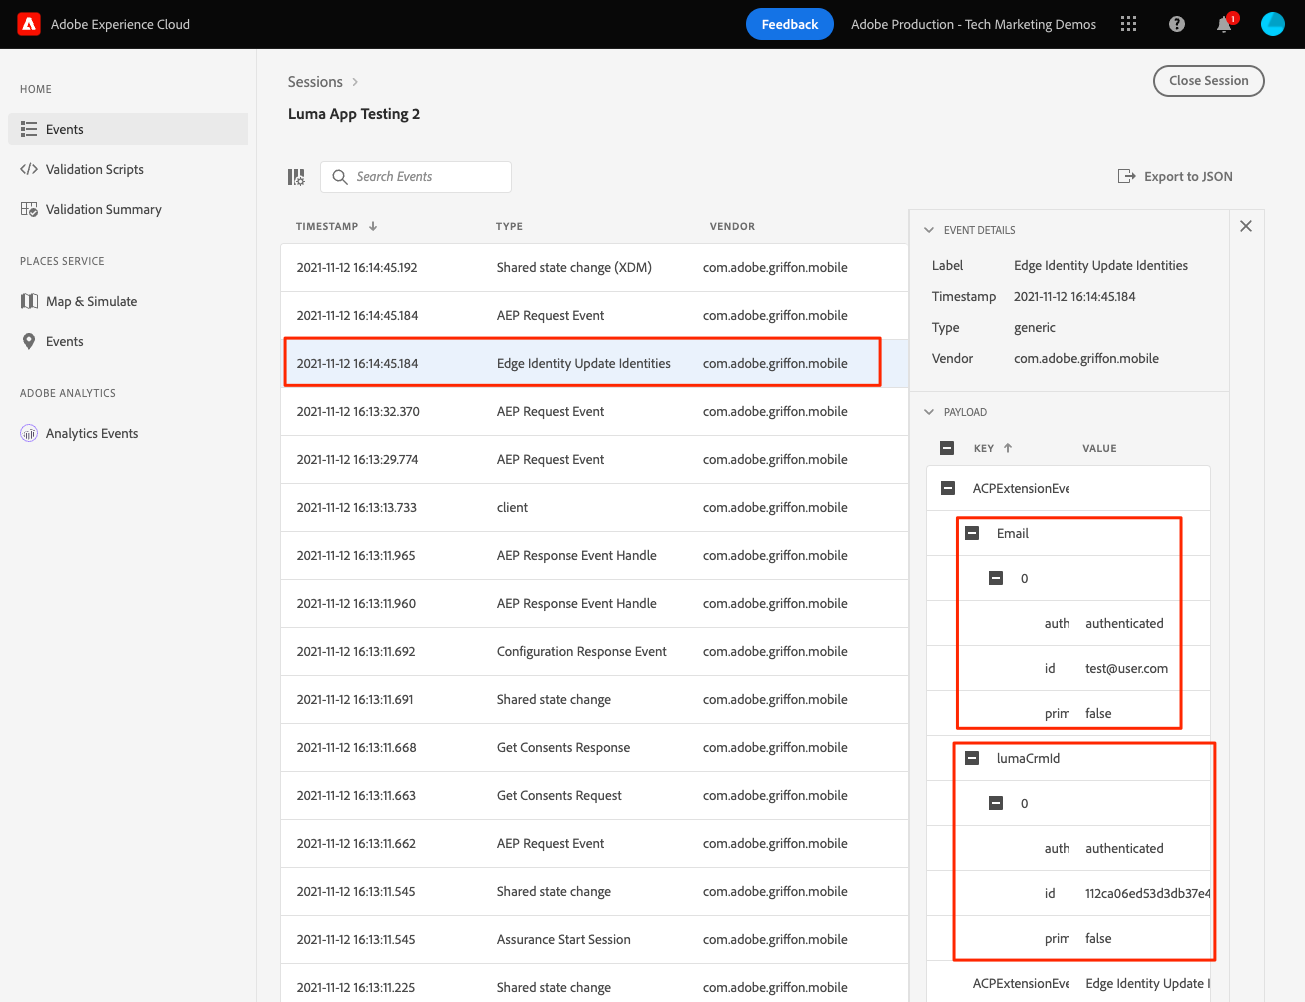 Adobe Experience Cloud
Feedback
Adobe Production - Tech Marketing Demos
1
HOME
Events
Validation Scripts
Validation Summary
PLACES SERVICE
Map & Simulate
Events
ADOBE ANALYTICS
Analytics Events
Sessions
Close Session
Luma App Testing 2
Search Events
Export to JSON
TIMESTAMP TYPE VENDOR
2021-11-12 16:14:45.192 Shared state change (XDM) com.adobe.griffon.mobile
2021-11-12 16:14:45.184 AEP Request Event com.adobe.griffon.mobile
2021-11-12 16:14:45.184 Edge Identity Update Identities com.adobe.griffon.mobile
2021-11-12 16:13:32.370 AEP Request Event com.adobe.griffon.mobile
2021-11-12 16:13:29.774 AEP Request Event com.adobe.griffon.mobile
2021-11-12 16:13:13.733 client com.adobe.griffon.mobile
2021-11-12 16:13:11.965 AEP Response Event Handle com.adobe.griffon.mobile
2021-11-12 16:13:11.960 AEP Response Event Handle com.adobe.griffon.mobile
2021-11-12 16:13:11.692 Configuration Response Event com.adobe.griffon.mobile
2021-11-12 16:13:11.691 Shared state change com.adobe.griffon.mobile
2021-11-12 16:13:11.668 Get Consents Response com.adobe.griffon.mobile
2021-11-12 16:13:11.663 Get Consents Request com.adobe.griffon.mobile
2021-11-12 16:13:11.662 AEP Request Event com.adobe.griffon.mobile
2021-11-12 16:13:11.545 Shared state change com.adobe.griffon.mobile
2021-11-12 16:13:11.545 Assurance Start Session com.adobe.griffon.mobile
2021-11-12 16:13:11.225 Shared state change com.adobe.griffon.mobile
EVENT DETAILS
Label Edge Identity Update Identities
Timestamp 2021-11-12 16:14:45.184
Type generic
Vendor com.adobe.griffon.mobile
PAYLOAD
KEY VALUE
ACPExtensionEve
Email
0
auth authenticated
id test@user.com
prim false
lumaCrmId
0
auth authenticated
id 112ca06ed53d3db37e4
prim false
ACPExtensionEve Edge Identity Update I